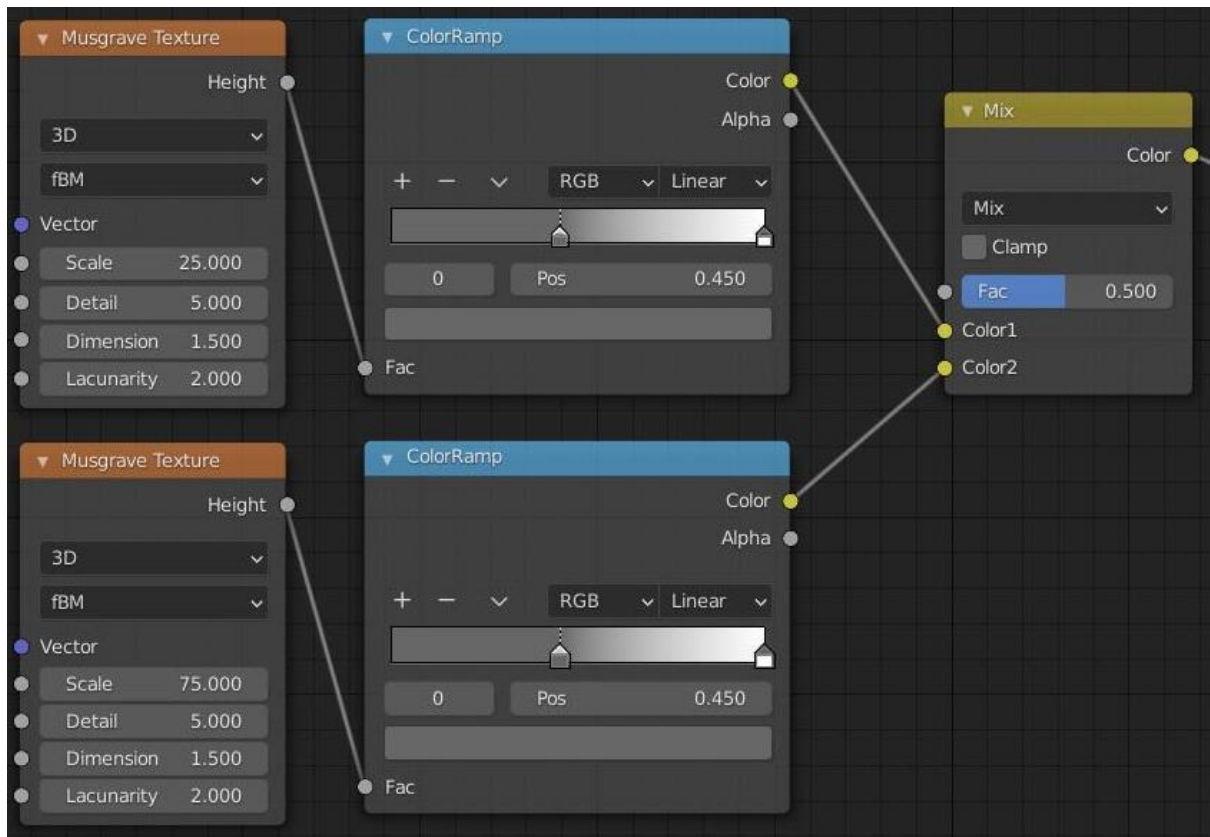 Musgrave Texture
Height
3D
fBM
Vector
Scale 25.000
Detail 5.000
Dimension 1.500
Lacunarity 2.000
ColorRamp
Color
Alpha
+ − RGB Linear
0 Pos 0.450
Fac
Mix
Color
Mix
Clamp
Fac 0.500
Color1
Color2
Musgrave Texture
Height
3D
fBM
Vector
Scale 75.000
Detail 5.000
Dimension 1.500
Lacunarity 2.000
ColorRamp
Color
Alpha
+ − RGB Linear
0 Pos 0.450
Fac